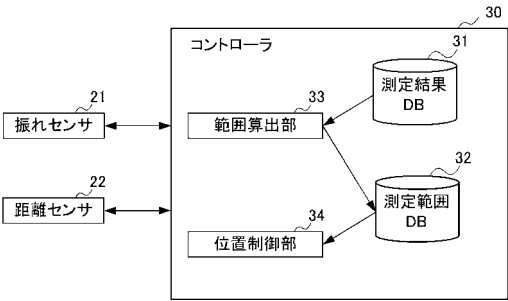 30
コントローラ
31
測定結果
DB
21
振れセンサ
33
範囲算出部
32
測定範囲
DB
22
距離センサ
34
位置制御部